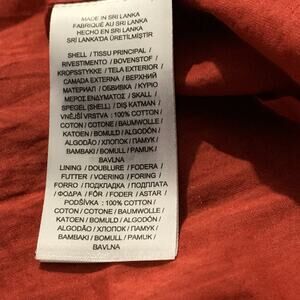 MADE IN SRI LANKA
FABRIQUÉ AU SRI LANKA
HECHO EN SRI LANKA
SRİ LANKA'DA ÜRETİLMİŞTİR
SHELL / TISSU PRINCIPAL /
RIVESTIMENTO / BOVENSTOF /
KROPSSTYKKE / TELA EXTERIOR /
CAMADA EXTERNA / ВЕРХНИЙ
МАТЕРИАЛ / ОБВИВКА / KYRIO
ΜΕΡΟΣ ΕΝΔΥΜΑΤΟΣ / SKALL /
SPEGEL (SHELL) / DIŞ KATMAN /
VNĚJŠÍ VRSTVA : 100% COTTON /
COTON / COTONE / BAUMWOLLE /
KATOEN / BOMULD / ALGODÓN /
ALGODÃO / ХЛОПОК / ПАМУК /
BAMBAKI / BOMULL / PAMUK /
BAVLNA
LINING / DOUBLURE / FODERA /
FUTTER / VOERING / FORING /
FORRO / ПОДКЛАДКА / ПОДПЛАТА
/ ΦΟΔΡΑ / FÔR / FODER / ASTAR /
PODŠÍVKA : 100% COTTON /
COTON / COTONE / BAUMWOLLE /
KATOEN / BOMULD / ALGODÓN /
ALGODÃO / ХЛОПОК / ПАМУК /
BAMBAKI / BOMULL / PAMUK /
BAVLNA